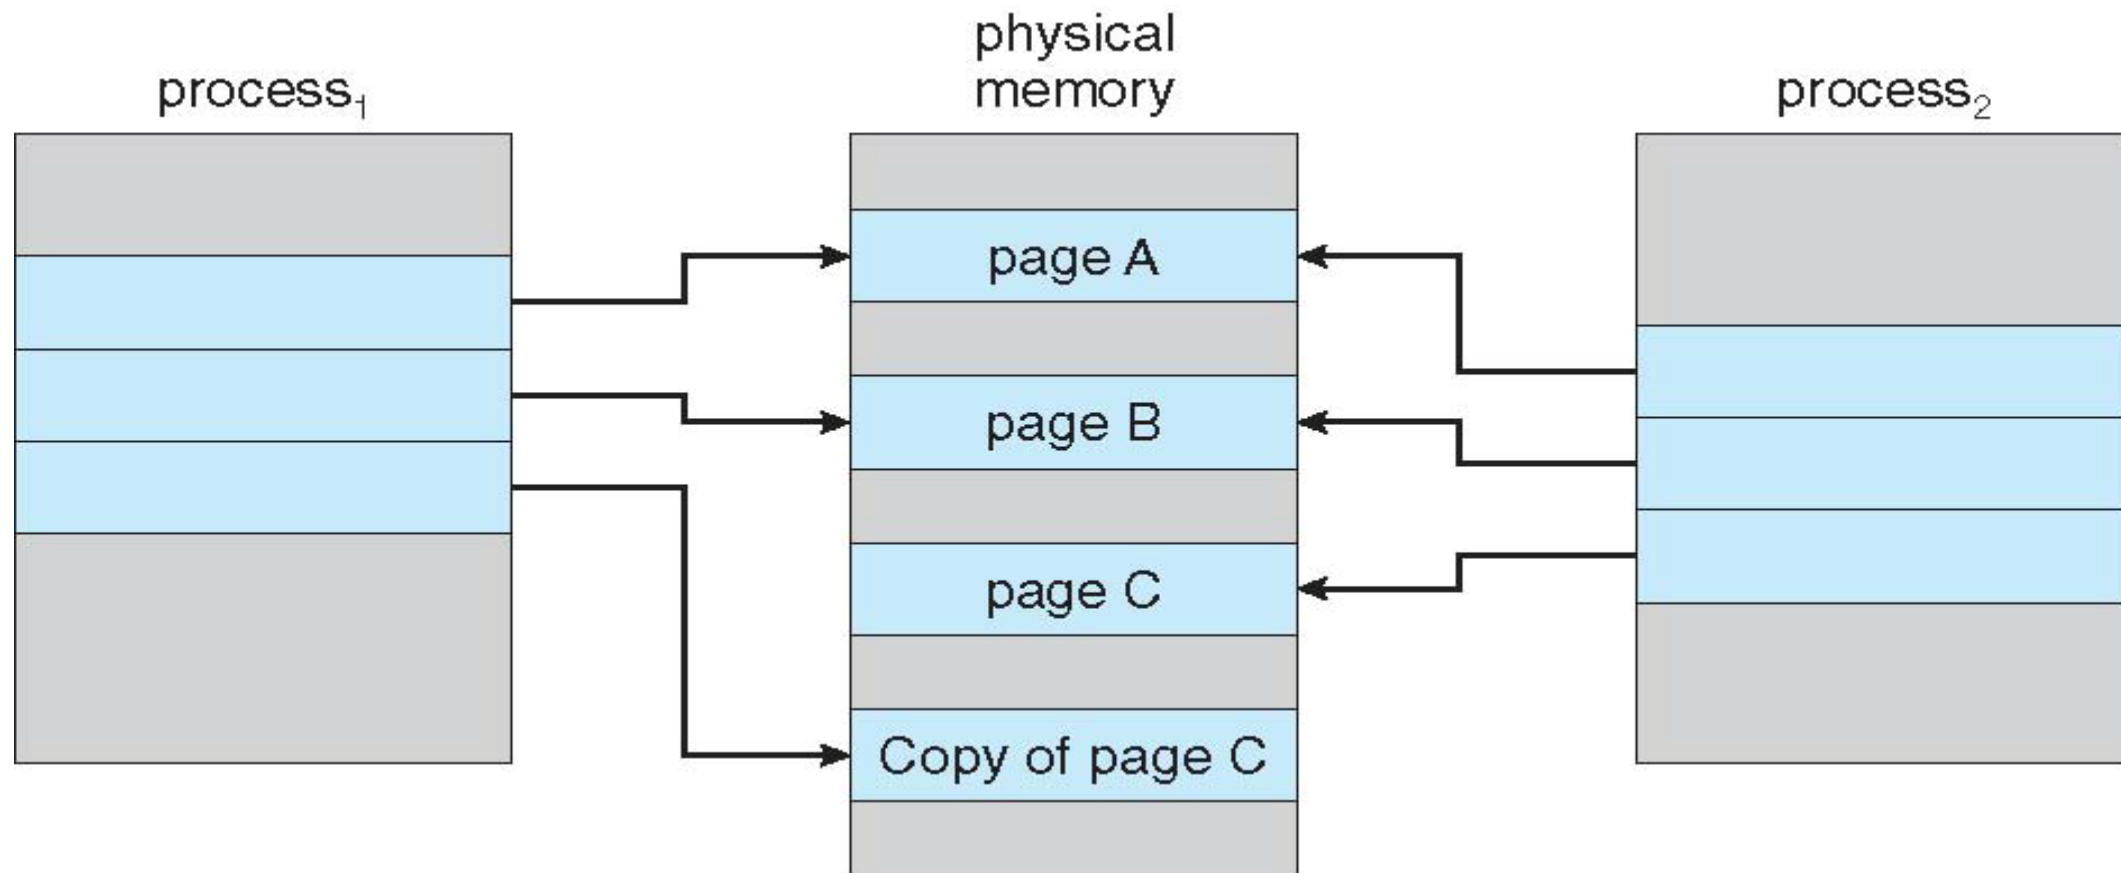 physical
memory
process₁
process₂
page A
page B
page C
Copy of page C